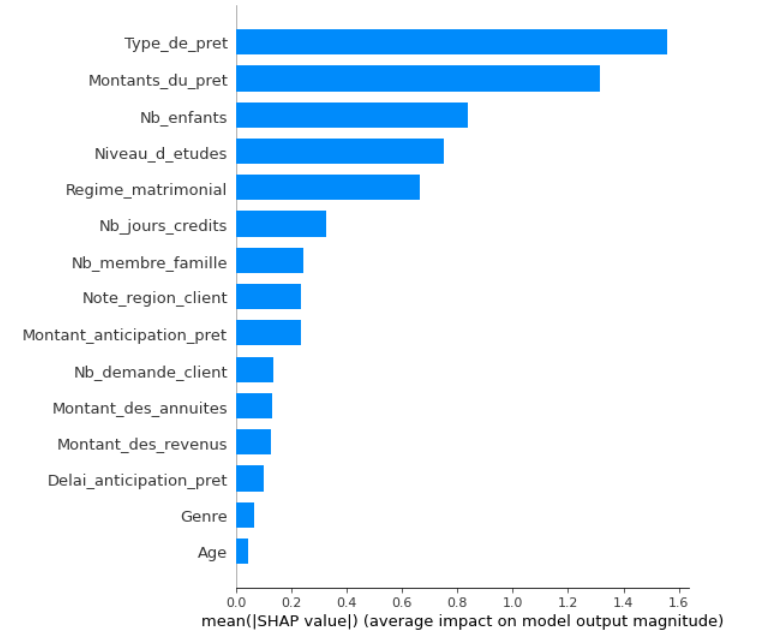 Type_de_pret
Montants_du_pret
Nb_enfants
Niveau_d_etudes
Regime_matrimonial
Nb_jours_credits
Nb_membre_famille
Note_region_client
Montant_anticipation_pret
Nb_demande_client
Montant_des_annuites
Montant_des_revenus
Delai_anticipation_pret
Genre
Age
0.0 0.2 0.4 0.6 0.8 1.0 1.2 1.4 1.6
mean(|SHAP value|) (average impact on model output magnitude)